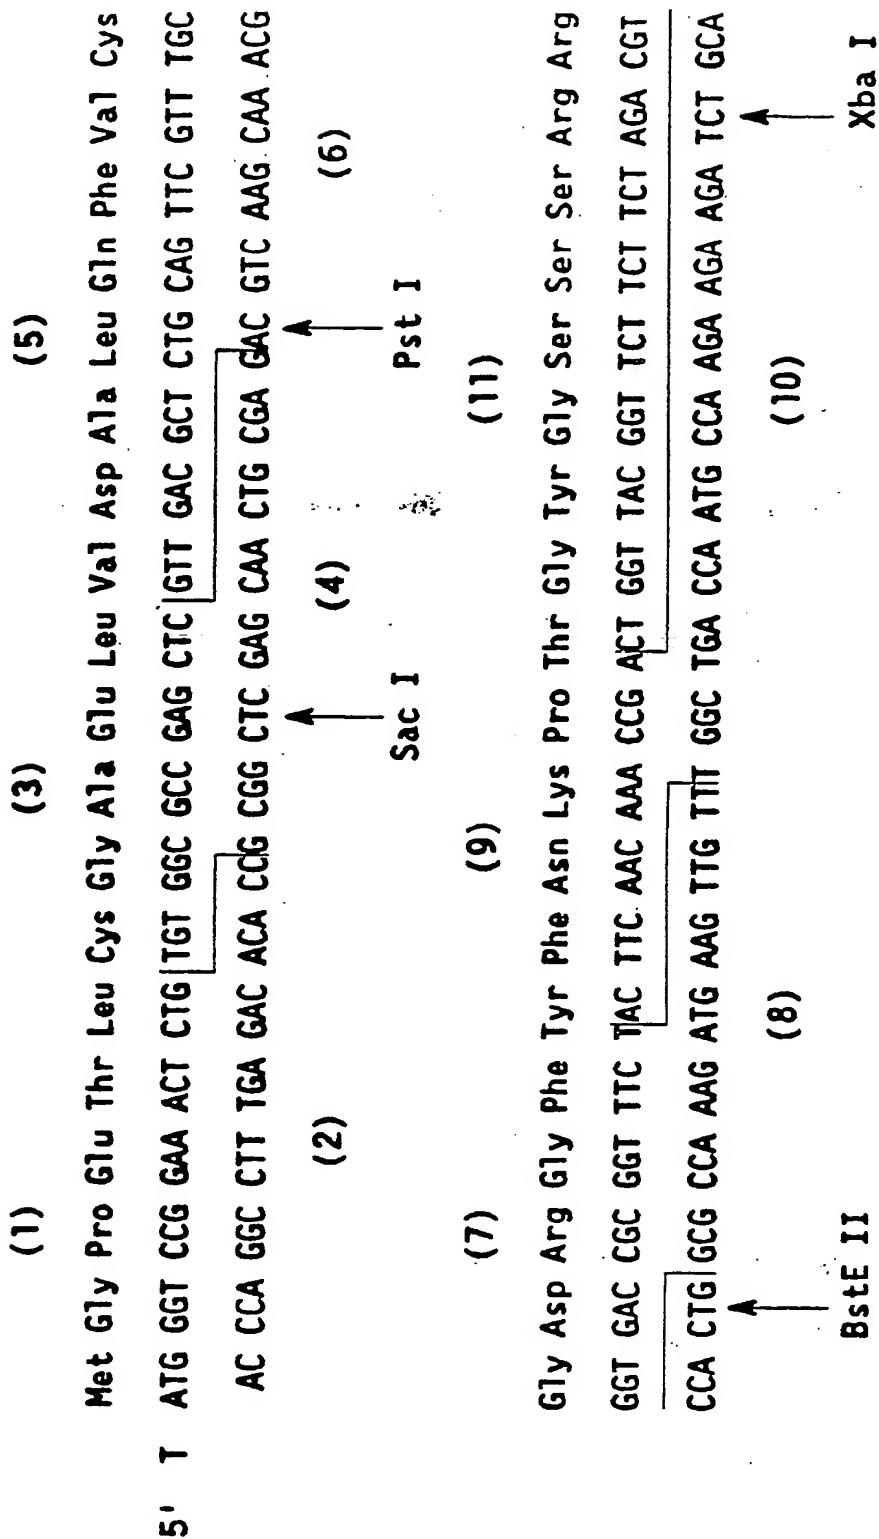 (1) (3) (5)
Met Gly Pro Glu Thr Leu Cys Gly Ala Glu Leu Val Asp Ala Leu Gln Phe Val Cys
5' T ATG GGT CCG GAA ACT CTG TGT GGC GCC GAG CTC GTT GAC GCT CTG CAG TTC GTT TGC
AC CCA GGC CTT TGA GAC ACA CCG CGG CTC GAG CAA CTG CGA GAC GTC AAG CAA ACG
(2) (4) (6)
Sac I Pst I
(7) (9) (11)
Gly Asp Arg Gly Phe Tyr Phe Asn Lys Pro Thr Gly Tyr Gly Ser Ser Arg Arg
GGT GAC CGC GGT TTC TAC TTC AAC AAA CCG ACT GGT TAC GGT TCT TCT TCT AGA CGT
CCA CTG GCG CCA AAG ATG AAG TTG TTT GGC TGA CCA ATG CCA AGA AGA AGA TCT GCA
(8) (10)
BstE II Xba I